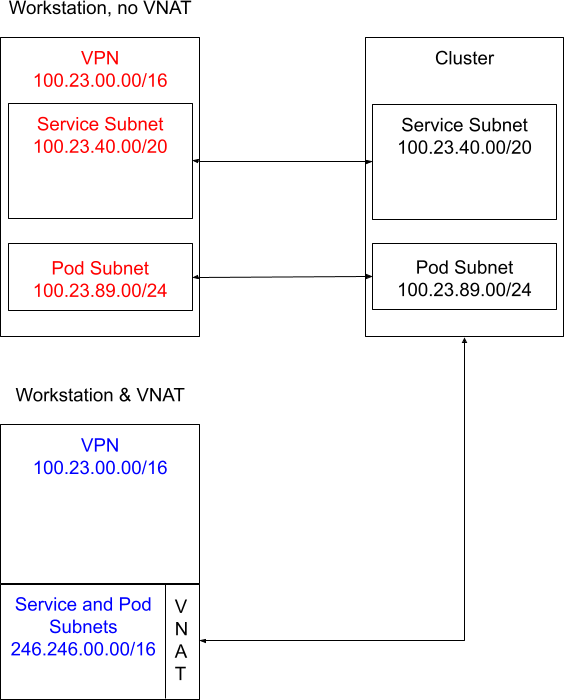 Workstation, no VNAT
VPN
100.23.00.00/16
Service Subnet
100.23.40.00/20
Pod Subnet
100.23.89.00/24
Cluster
Service Subnet
100.23.40.00/20
Pod Subnet
100.23.89.00/24
Workstation & VNAT
VPN
100.23.00.00/16
Service and Pod
Subnets
246.246.00.00/16
V
N
A
T